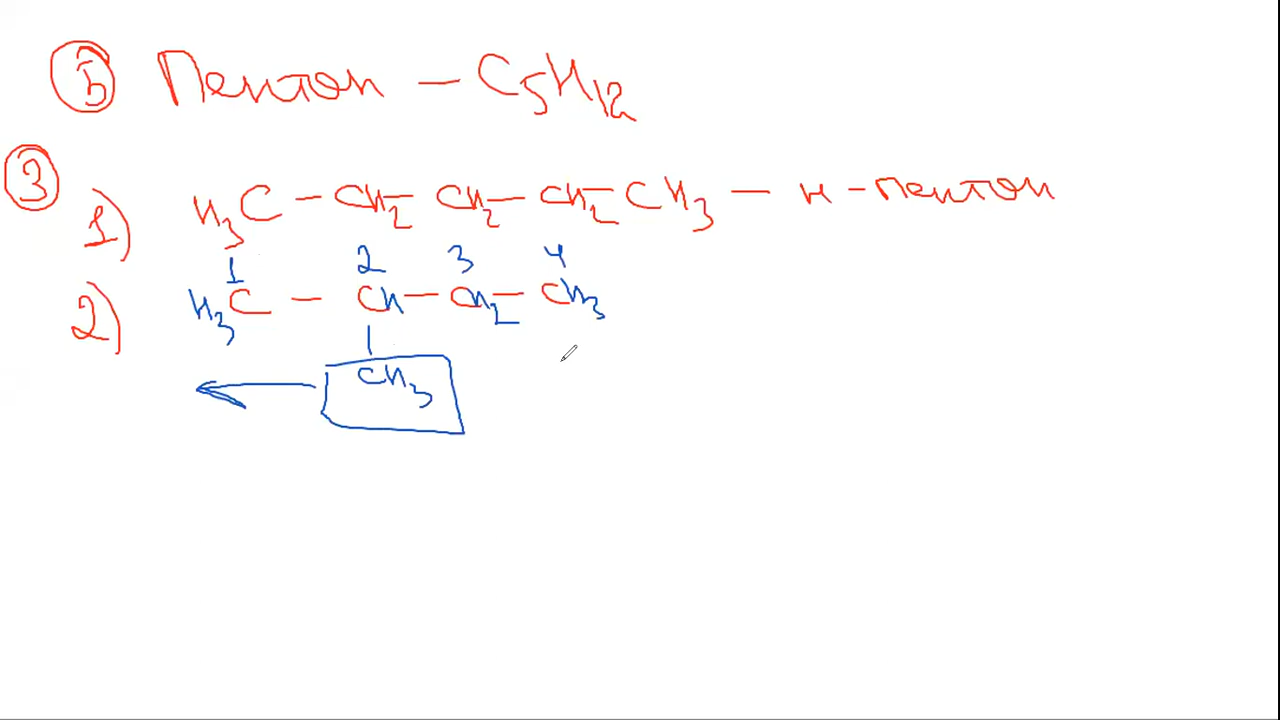 5 Пентан – C₅H₁₂
3
1) H₃C – CH₂ – CH₂ – CH₂ – CH₃ – н – пентан
1 2 3 4
2) H₃C – CH – CH₂ – CH₃
|
CH₃